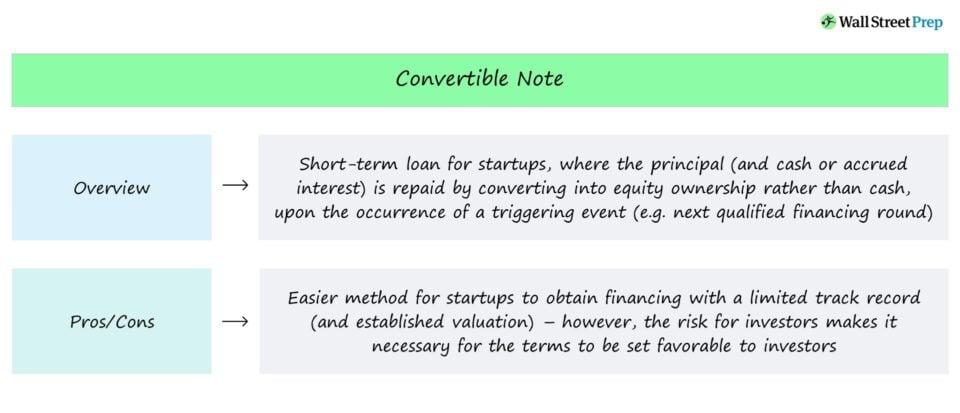 Wall Street Prep
Convertible Note
Overview
Short-term loan for startups, where the principal (and cash or accrued
interest) is repaid by converting into equity ownership rather than cash,
upon the occurrence of a triggering event (e.g. next qualified financing round)
Pros/Cons
Easier method for startups to obtain financing with a limited track record
(and established valuation) – however, the risk for investors makes it
necessary for the terms to be set favorable to investors